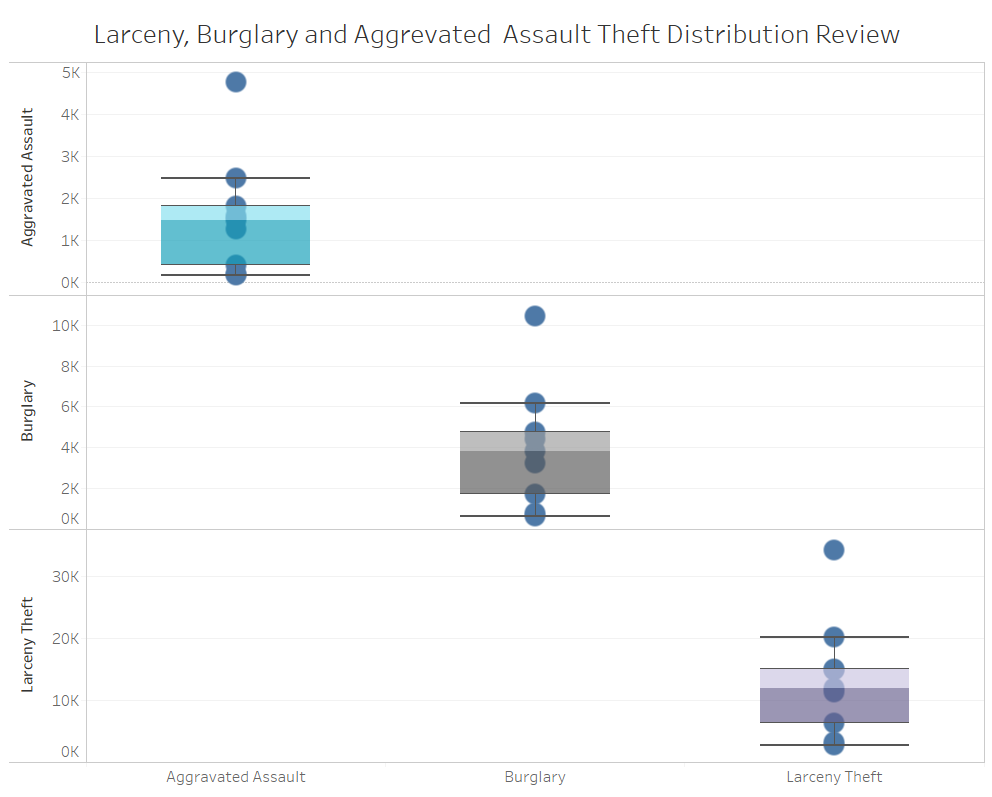 Larceny, Burglary and Aggrevated  Assault Theft Distribution Review
Aggravated Assault
5K
4K
3K
2K
1K
0K
Burglary
10K
8K
6K
4K
2K
0K
Larceny Theft
30K
20K
10K
0K
Aggravated Assault
Burglary
Larceny Theft